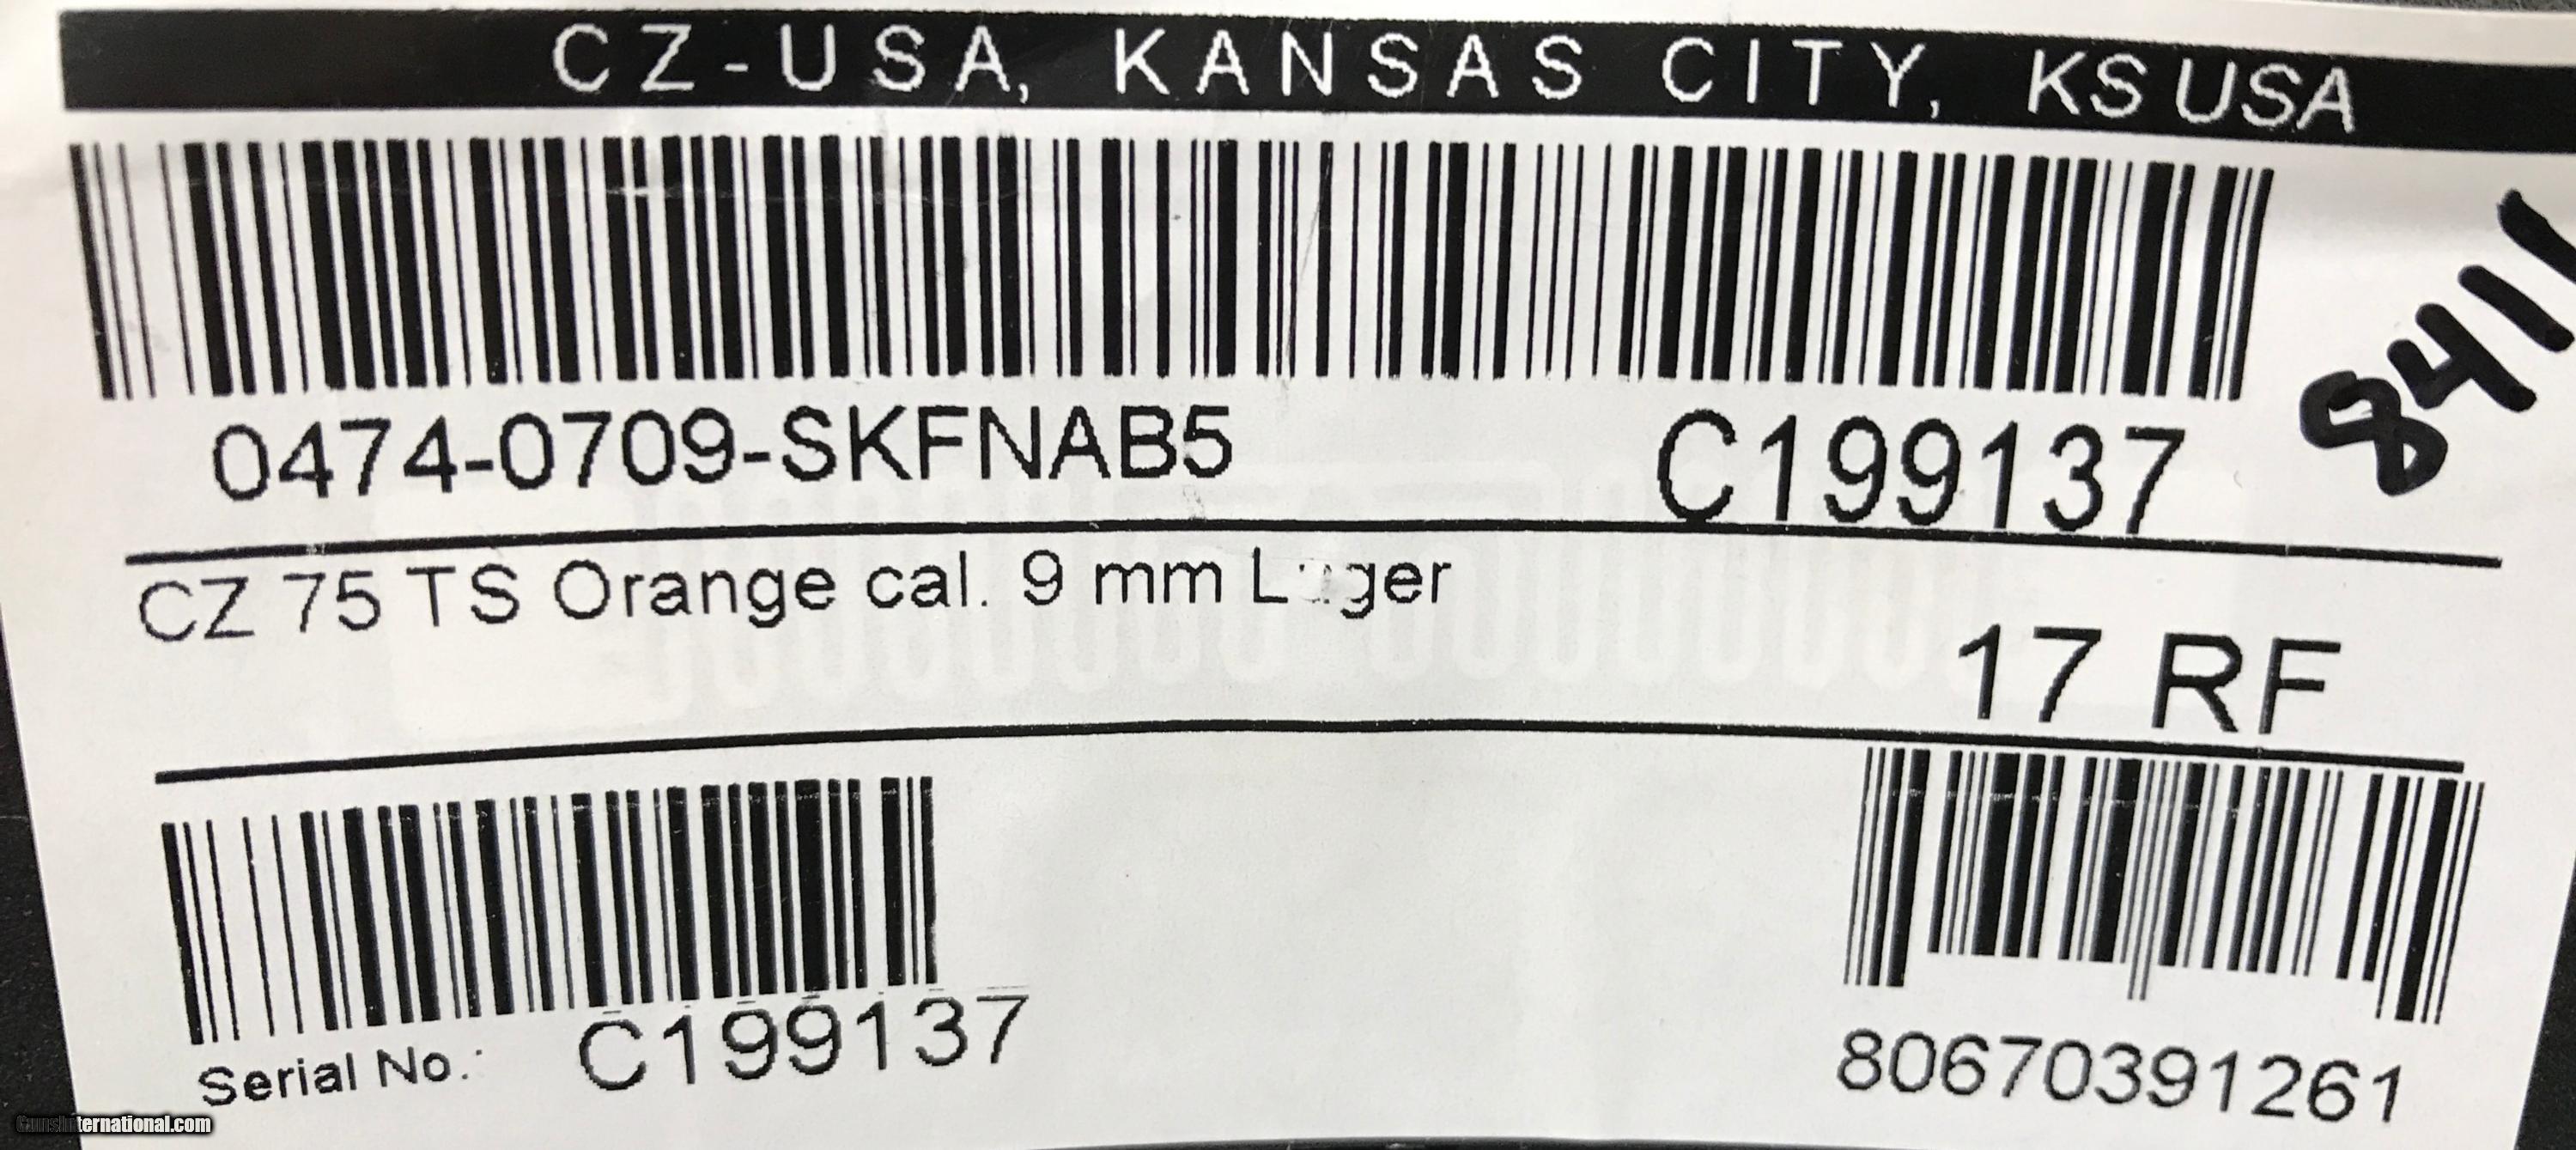 CZ-USA, KANSAS CITY, KS USA
8411
0474-0709-SKFNAB5 C199137
CZ 75 TS Orange cal. 9 mm Luger
17 RF
Serial No.: C199137
80670391261
GunsInternational.com